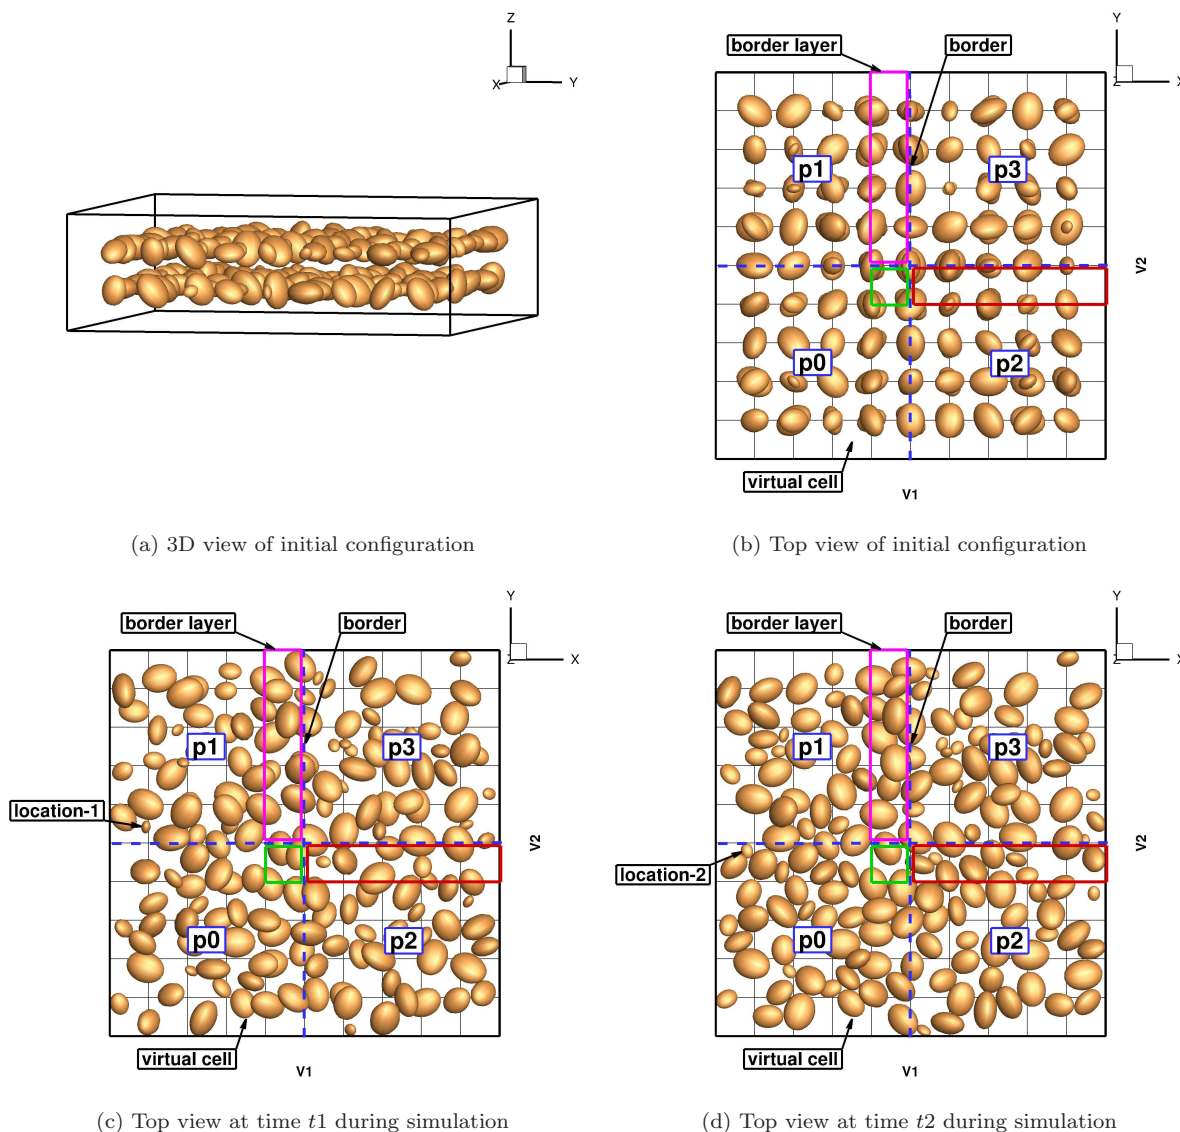 Z
X
Y
(a) 3D view of initial configuration
border layer
border
Y
Z
X
p1
p3
V2
p0
p2
virtual cell
V1
(b) Top view of initial configuration
border layer
border
Y
Z
X
p1
p3
location-1
V2
p0
p2
virtual cell
V1
(c) Top view at time t1 during simulation
border layer
border
Y
Z
X
p1
p3
location-2
V2
p0
p2
virtual cell
V1
(d) Top view at time t2 during simulation